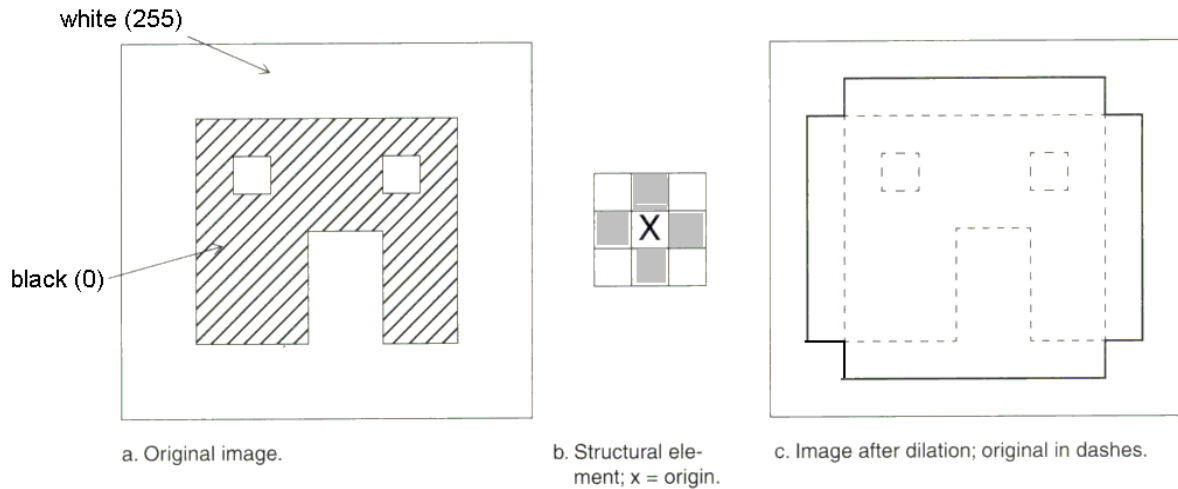 white (255)
black (0)
X
a. Original image.
b. Structural ele-
ment; x = origin.
c. Image after dilation; original in dashes.